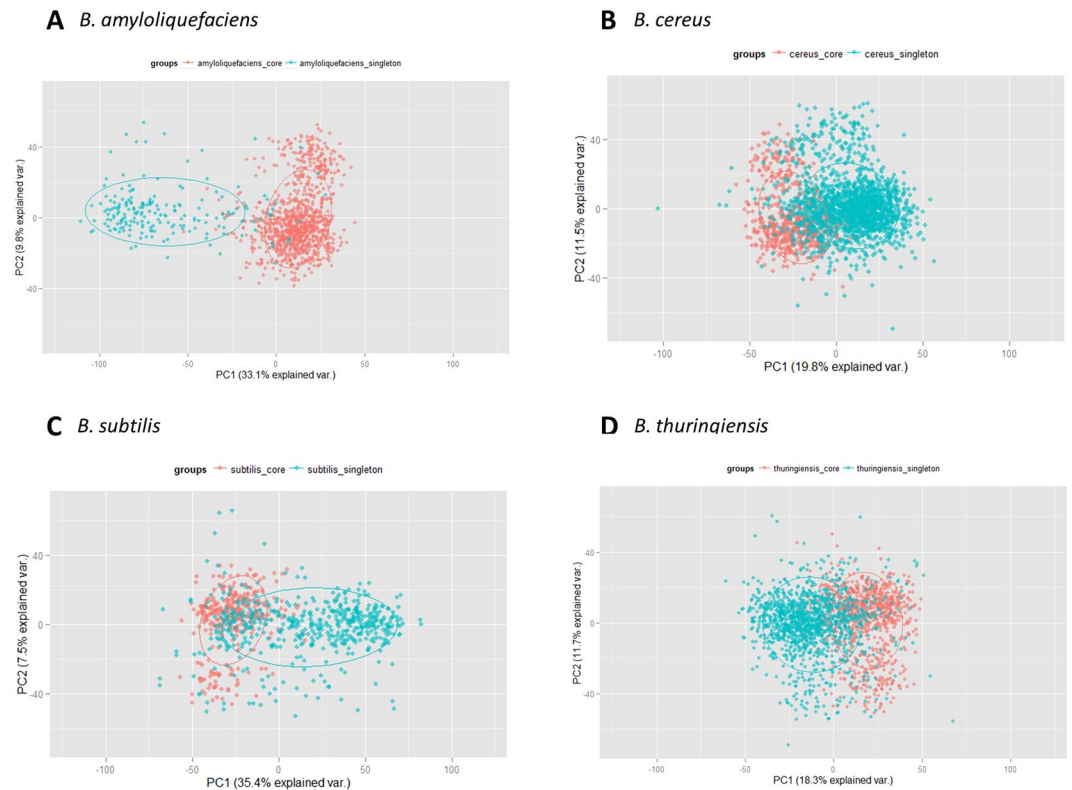 A B. amyloliquefaciens
groups amyloliquefaciens_core amyloliquefaciens_singleton
PC2 (9.8% explained var.)
40
0
-40
-100 -50 0 50 100
PC1 (33.1% explained var.)
B B. cereus
groups cereus_core cereus_singleton
PC2 (11.5% explained var.)
40
0
-40
-100 -50 0 50 100
PC1 (19.8% explained var.)
C B. subtilis
groups subtilis_core subtilis_singleton
PC2 (7.5% explained var.)
40
0
-40
-100 -50 0 50 100
PC1 (35.4% explained var.)
D B. thuringiensis
groups thuringiensis_core thuringiensis_singleton
PC2 (11.7% explained var.)
40
0
-40
-100 -50 0 50 100
PC1 (18.3% explained var.)